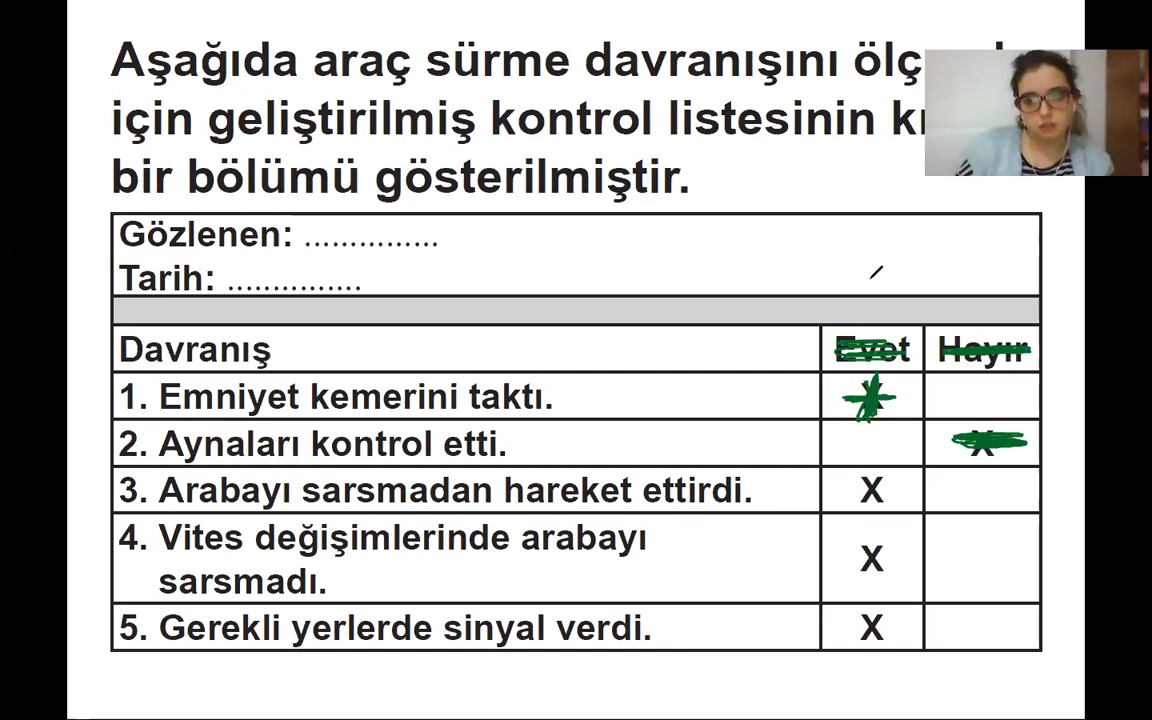 Aşağıda araç sürme davranışını
için geliştirilmiş kontrol listesinin
bir bölümü gösterilmiştir.
Gözlenen: ...............
Tarih: ...............
Davranış Evet Hayır
1. Emniyet kemerini taktı. X
2. Aynaları kontrol etti. X
3. Arabayı sarsmadan hareket ettirdi. X
4. Vites değişimlerinde arabayı
sarsmadı. X
5. Gerekli yerlerde sinyal verdi. X